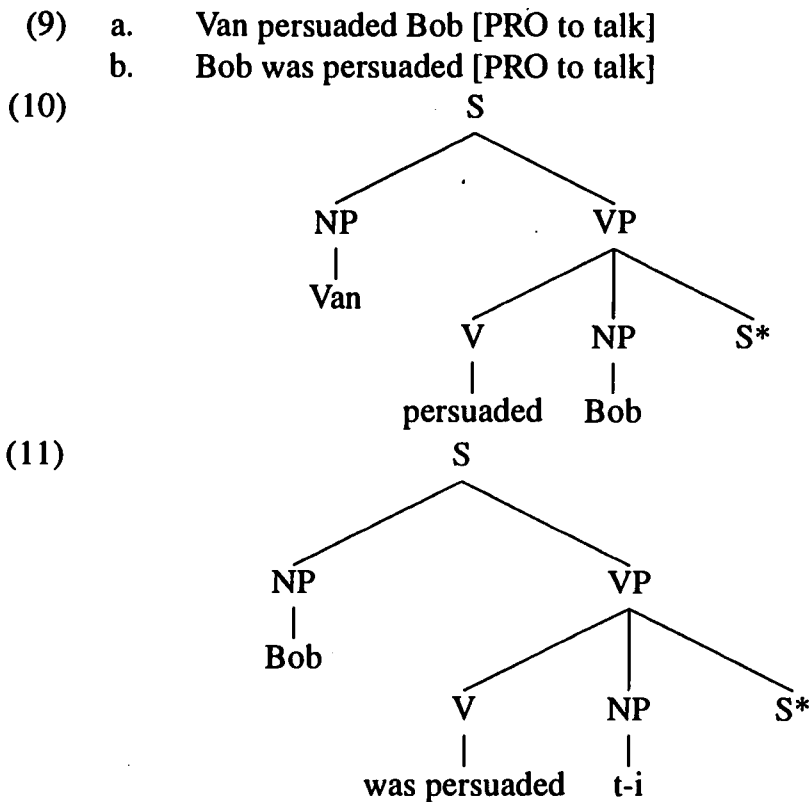 (9) a. Van persuaded Bob [PRO to talk]
b. Bob was persuaded [PRO to talk]
(10) S
NP VP
Van
V NP S*
persuaded Bob
(11) S
NP VP
Bob
V NP S*
was persuaded t-i